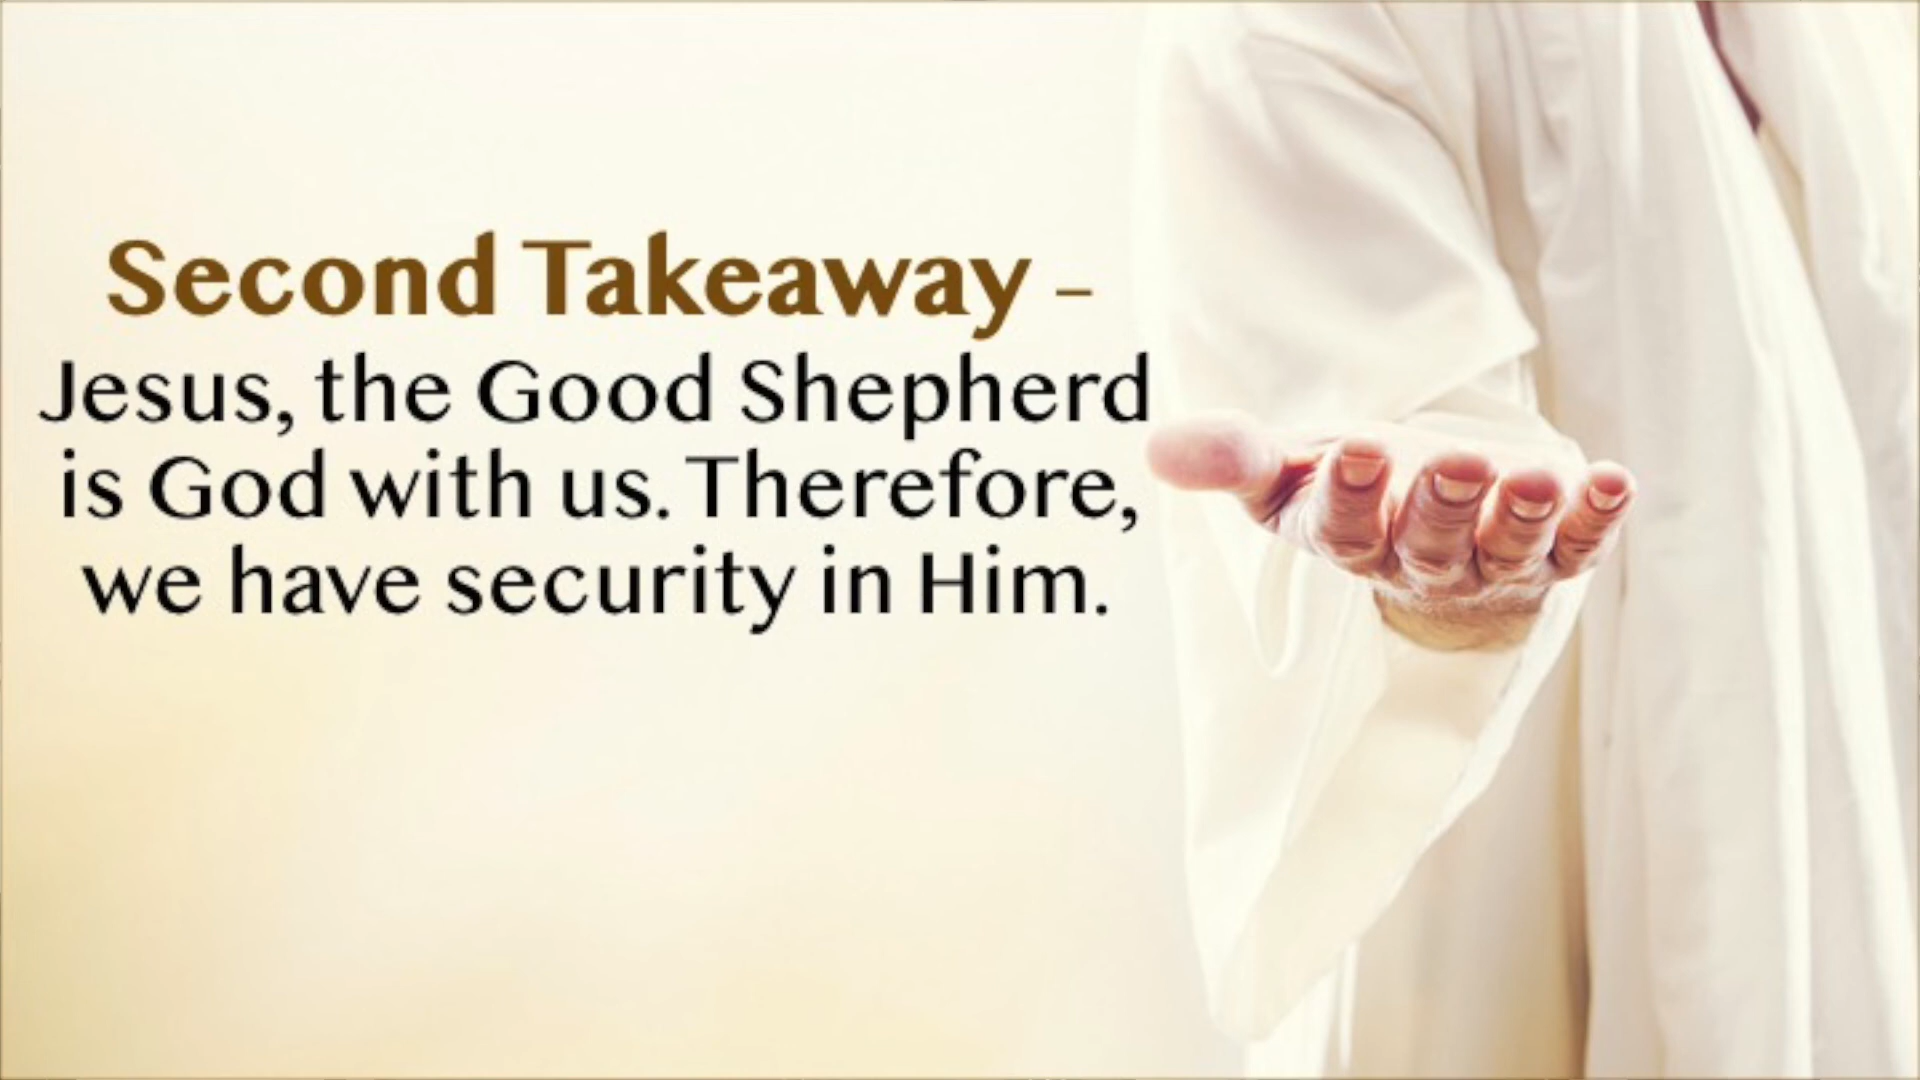 Second Takeaway –
Jesus, the Good Shepherd
is God with us. Therefore,
we have security in Him.